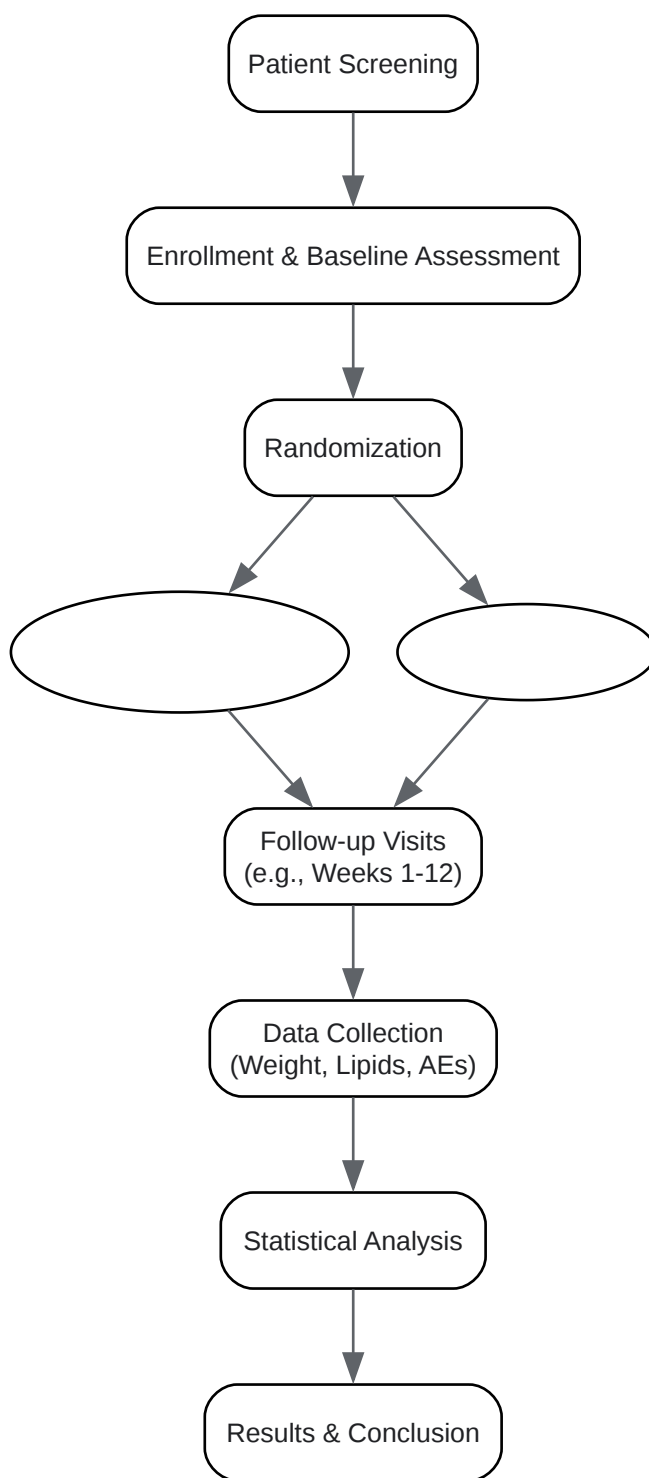 Patient Screening
Enrollment & Baseline Assessment
Randomization
Follow-up Visits
(e.g., Weeks 1-12)
Data Collection
(Weight, Lipids, AEs)
Statistical Analysis
Results & Conclusion